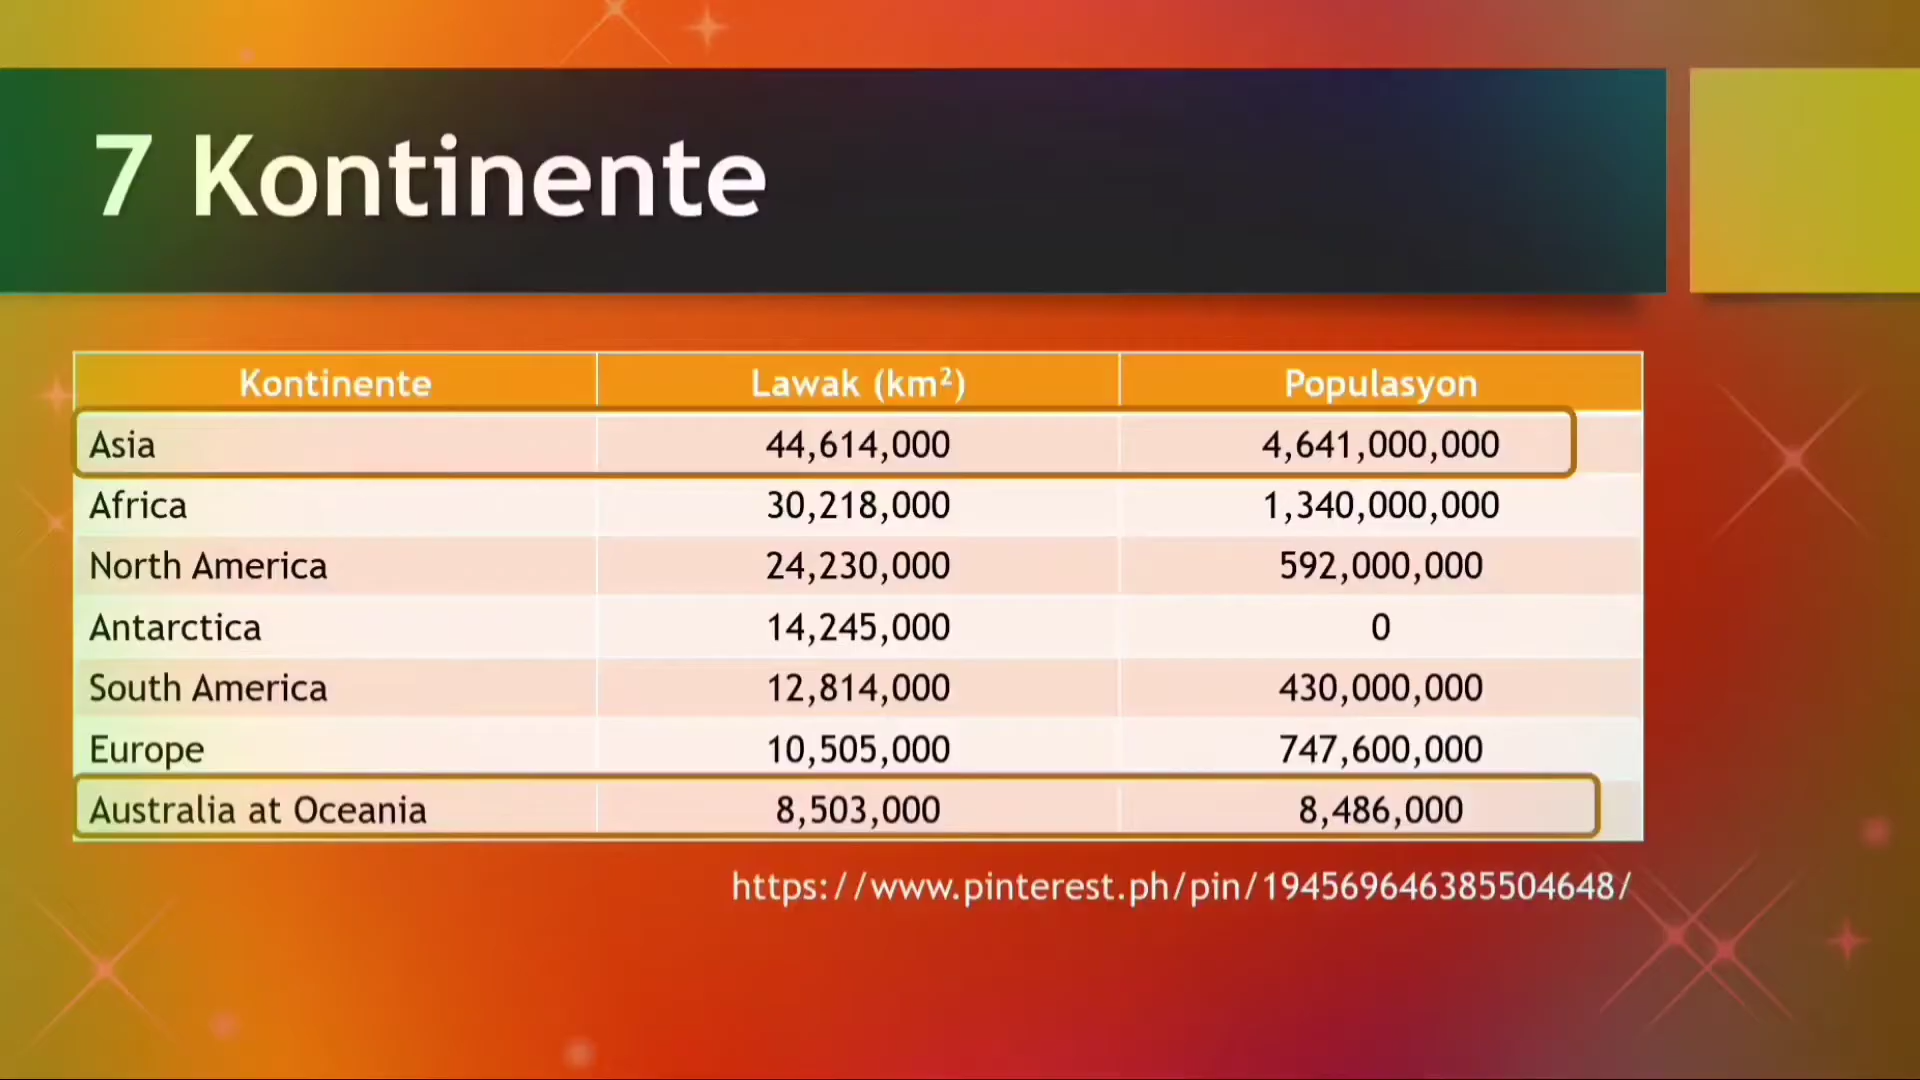 7 Kontinente
Kontinente Lawak (km²) Populasyon
Asia 44,614,000 4,641,000,000
Africa 30,218,000 1,340,000,000
North America 24,230,000 592,000,000
Antarctica 14,245,000 0
South America 12,814,000 430,000,000
Europe 10,505,000 747,600,000
Australia at Oceania 8,503,000 8,486,000
https://www.pinterest.ph/pin/194569646385504648/